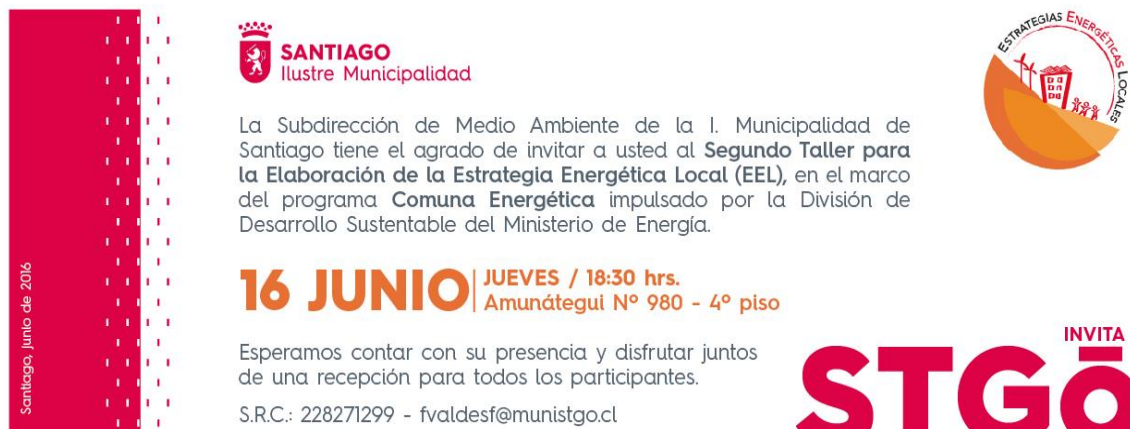 SANTIAGO
Ilustre Municipalidad
ESTRATEGIAS ENERGÉTICAS LOCALES
La Subdirección de Medio Ambiente de la I. Municipalidad de
Santiago tiene el agrado de invitar a usted al Segundo Taller para
la Elaboración de la Estrategia Energética Local (EEL), en el marco
del programa Comuna Energética impulsado por la División de
Desarrollo Sustentable del Ministerio de Energía.
16 JUNIO
JUEVES / 18:30 hrs.
Amunátegui Nº 980 - 4º piso
Esperamos contar con su presencia y disfrutar juntos
de una recepción para todos los participantes.
S.R.C.: 228271299 - fvaldesf@munistgo.cl
Santiago, junio de 2016
INVITA
STGō